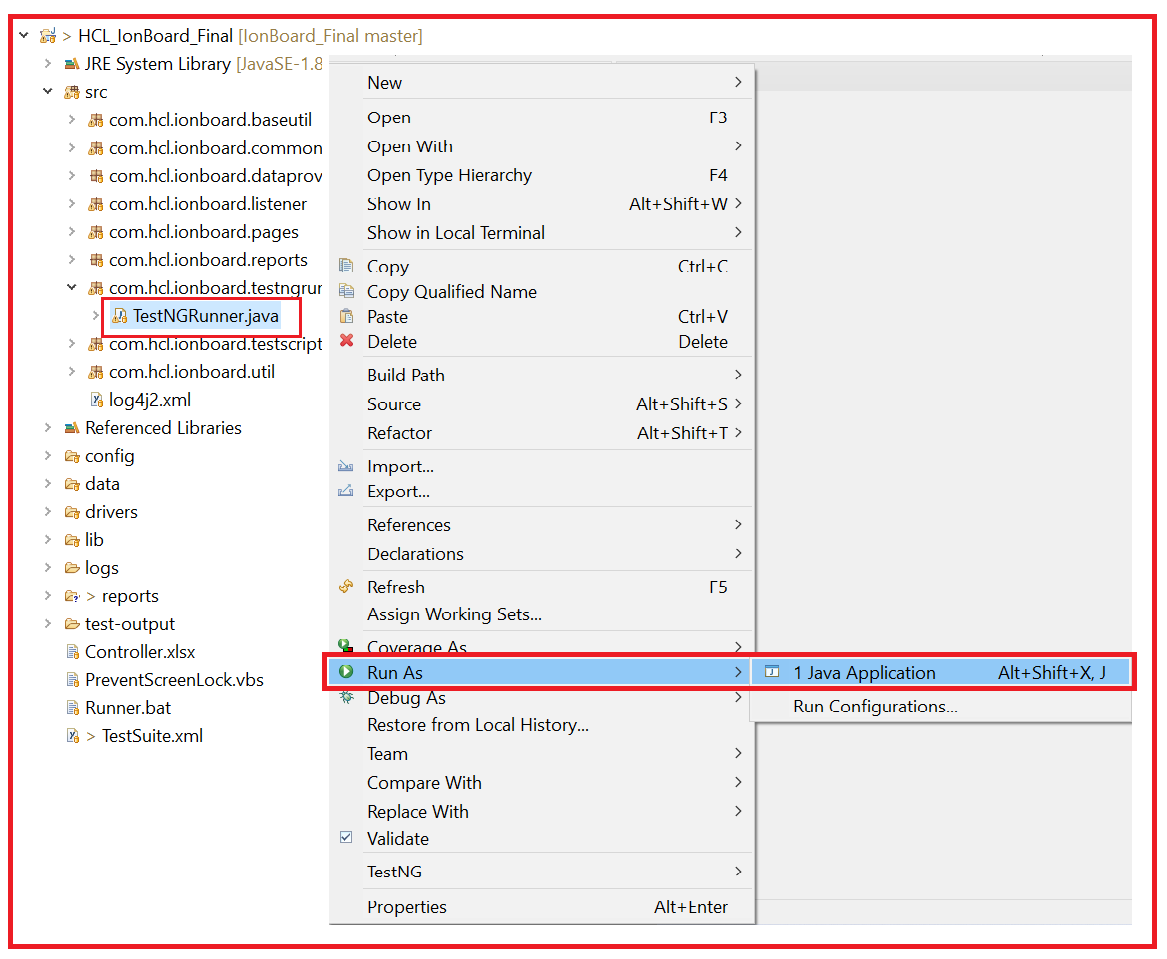 > HCL_IonBoard_Final [IonBoard_Final master]
JRE System Library [JavaSE-1.8
src
com.hcl.ionboard.baseutil
com.hcl.ionboard.common
com.hcl.ionboard.dataprov
com.hcl.ionboard.listener
com.hcl.ionboard.pages
com.hcl.ionboard.reports
com.hcl.ionboard.testngrur
TestNGRunner.java
com.hcl.ionboard.testscript
com.hcl.ionboard.util
log4j2.xml
Referenced Libraries
config
data
drivers
lib
logs
> reports
test-output
Controller.xlsx
PreventScreenLock.vbs
Runner.bat
> TestSuite.xml
New
Open F3
Open With
Open Type Hierarchy F4
Show In Alt+Shift+W
Show in Local Terminal
Copy Ctrl+C
Copy Qualified Name
Paste Ctrl+V
Delete Delete
Build Path
Source Alt+Shift+S
Refactor Alt+Shift+T
Import...
Export...
References
Declarations
Refresh F5
Assign Working Sets...
Coverage As
Run As
1 Java Application Alt+Shift+X, J
Run Configurations...
Debug As
Restore from Local History...
Team
Compare With
Replace With
Validate
TestNG
Properties Alt+Enter